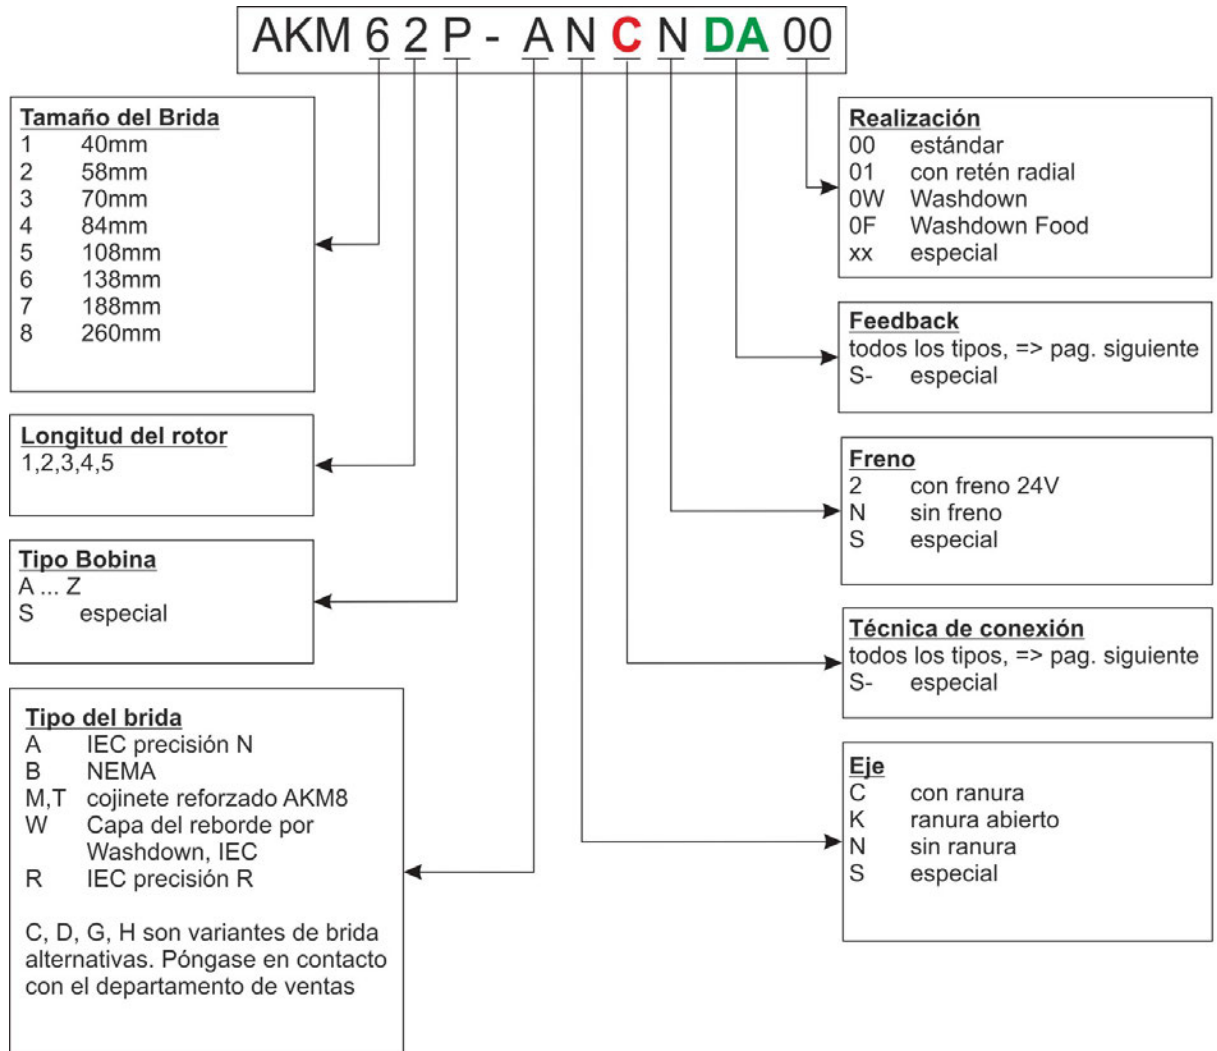 AKM 6 2 P - A N C N DA 00
Tamaño del Brida
1 40mm
2 58mm
3 70mm
4 84mm
5 108mm
6 138mm
7 188mm
8 260mm
Longitud del rotor
1,2,3,4,5
Tipo Bobina
A ... Z
S especial
Tipo del brida
A IEC precisión N
B NEMA
M,T cojinete reforzado AKM8
W Capa del reborde por
Washdown, IEC
R IEC precisión R
C, D, G, H son variantes de brida
alternativas. Póngase en contacto
con el departamento de ventas
Realización
00 estándar
01 con retén radial
0W Washdown
0F Washdown Food
xx especial
Feedback
todos los tipos, => pag. siguiente
S- especial
Freno
2 con freno 24V
N sin freno
S especial
Técnica de conexión
todos los tipos, => pag. siguiente
S- especial
Eje
C con ranura
K ranura abierto
N sin ranura
S especial